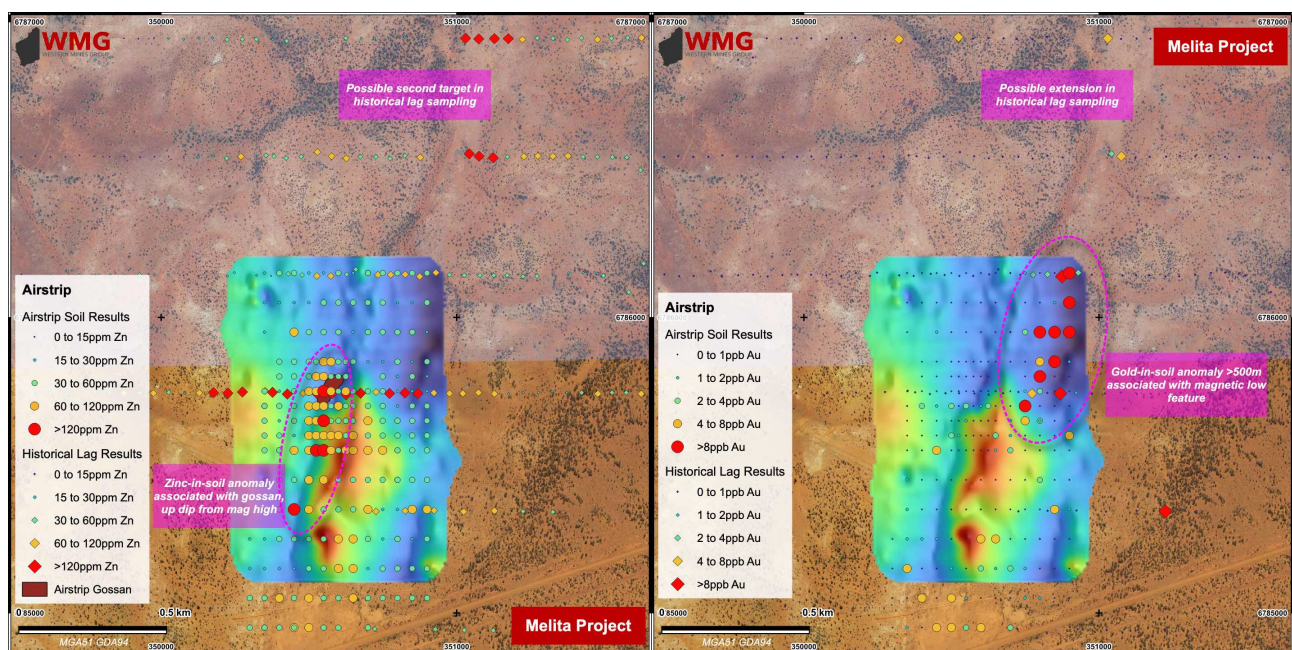 6787000
350000
351000
WMG
WESTERN MINES GROUP
Possible second target in
historical lag sampling
Airstrip
Airstrip Soil Results
0 to 15ppm Zn
15 to 30ppm Zn
30 to 60ppm Zn
60 to 120ppm Zn
>120ppm Zn
Historical Lag Results
0 to 15ppm Zn
15 to 30ppm Zn
30 to 60ppm Zn
60 to 120ppm Zn
>120ppm Zn
Airstrip Gossan
6786000
Zinc-in-soil anomaly
associated with gossan,
up dip from mag high
0
85000
0.5 km
MGA51 GDA94
Melita Project
350000
351000
6787000
350000
351000
6787000
WMG
WESTERN MINES GROUP
Melita Project
Possible extension in
historical lag sampling
Airstrip
Airstrip Soil Results
0 to 1ppb Au
1 to 2ppb Au
2 to 4ppb Au
4 to 8ppb Au
>8ppb Au
Historical Lag Results
0 to 1ppb Au
1 to 2ppb Au
2 to 4ppb Au
4 to 8ppb Au
>8ppb Au
6786000
Gold-in-soil anomaly >500m
associated with magnetic low
feature
0
85000
0.5 km
6785000
MGA51 GDA94
350000
351000